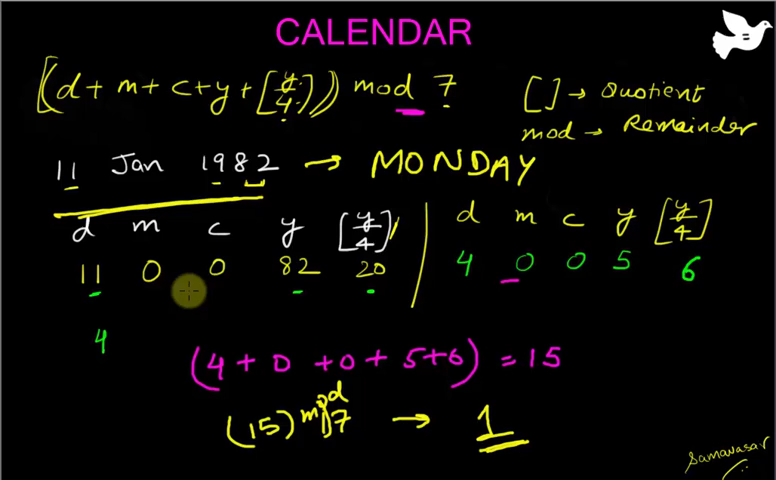 CALENDAR
((d + m + c + y + [y/4])) mod 7
[ ] → Quotient
mod → Remainder
11 Jan 1982 → MONDAY
d m c y [y/4]
11 0 0 82 20
4
d m c y [y/4]
4 0 0 5 6
(4 + 0 + 0 + 5 + 6) = 15
(15) mod 7 → 1
Samavasar